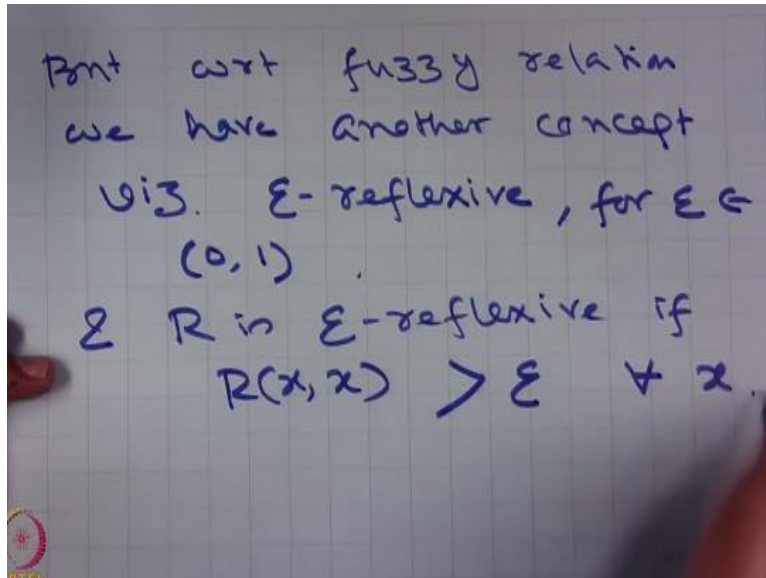 But wrt fuzzy relation
we have another concept
viz. ε-reflexive, for ε ∈
(0, 1).
& R is ε-reflexive if
R(x, x) > ε ∀ x.